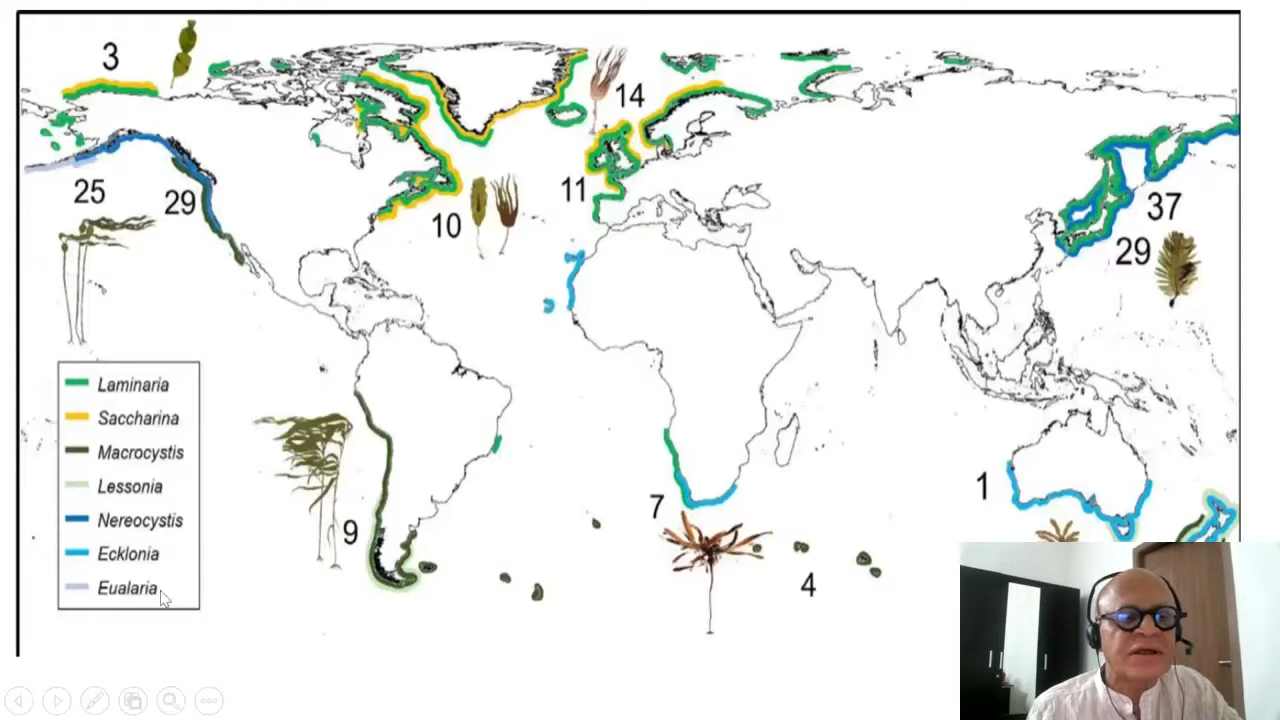 3
14
25
29
10
11
37
29
1
7
9
4
Laminaria
Saccharina
Macrocystis
Lessonia
Nereocystis
Ecklonia
Eualaria